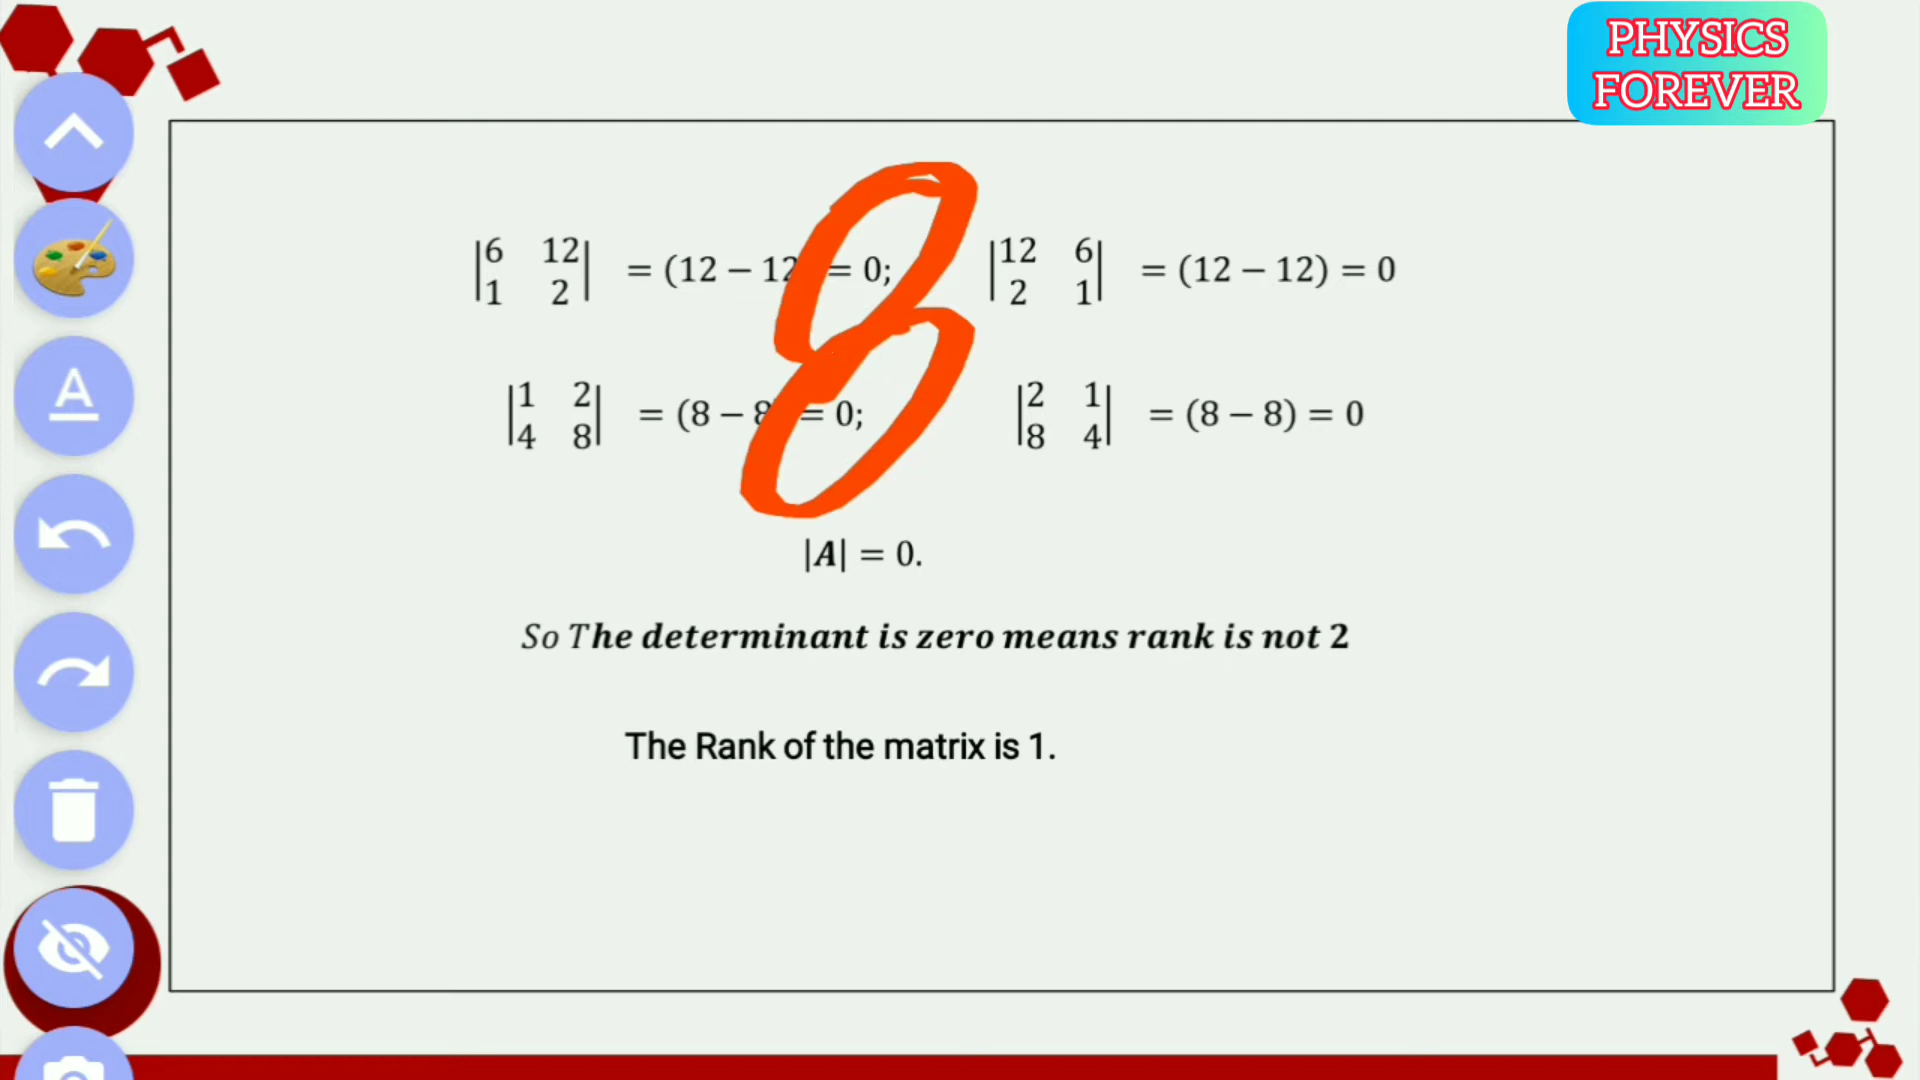 PHYSICS
FOREVER
|6 12| = (12 − 12) = 0; |12 6| = (12 − 12) = 0
|1 2| |2 1|
|1 2| = (8 − 8) = 0; |2 1| = (8 − 8) = 0
|4 8| |8 4|
8
|A| = 0.
So The determinant is zero means rank is not 2
The Rank of the matrix is 1.
A